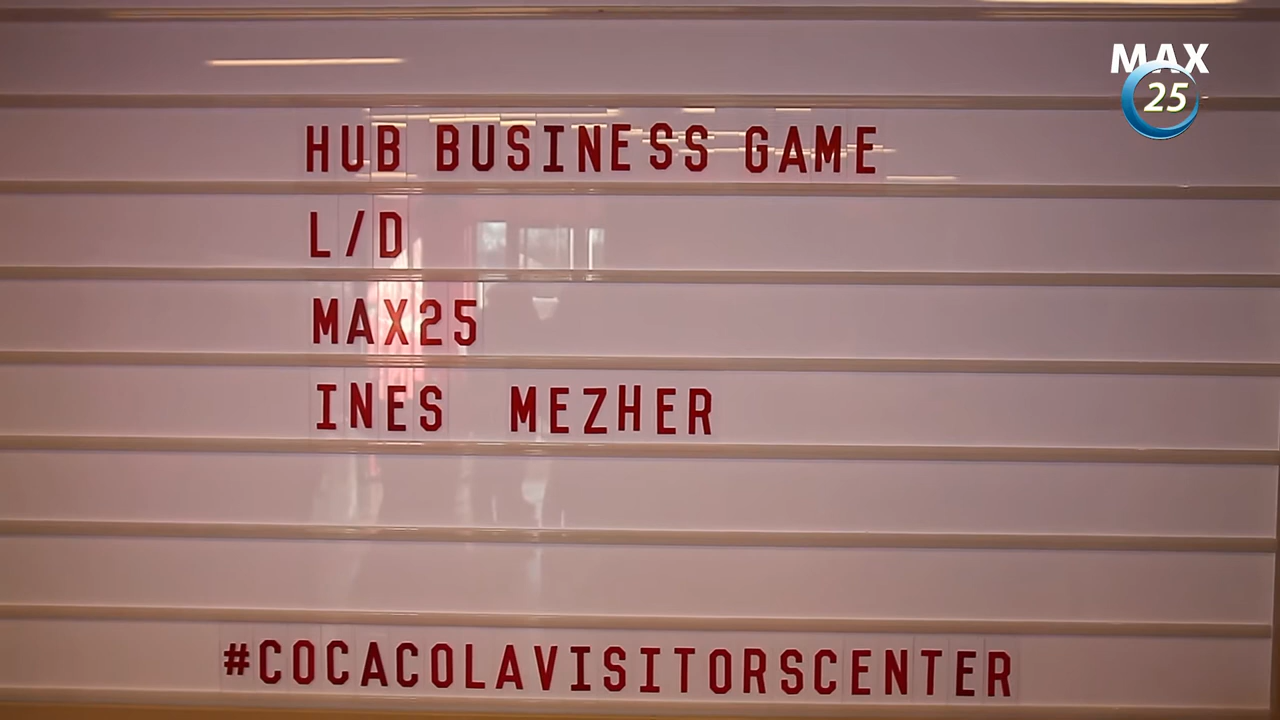 MAX
25
HUB BUSINESS GAME
L/D
MAX25
INES MEZHER
#COCACOLAVISITORSCENTER